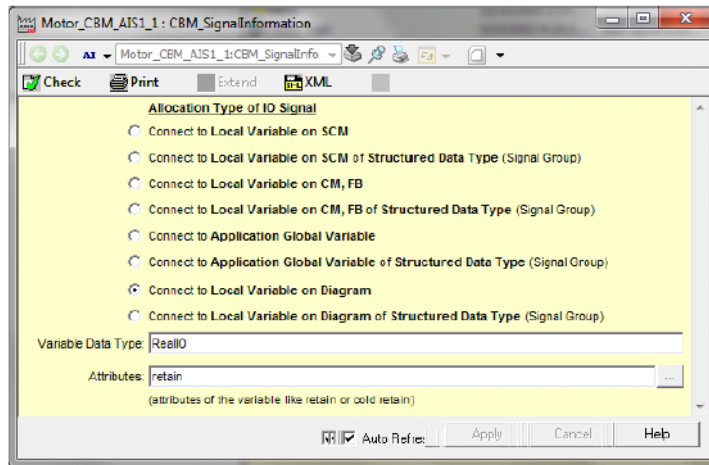 Motor_CBM_AIS1_1 : CBM_SignalInformation
AI Motor_CBM_AIS1_1:CBM_SignalInfo
Check Print Extend XML
Allocation Type of IO Signal
Connect to Local Variable on SCM
Connect to Local Variable on SCM of Structured Data Type (Signal Group)
Connect to Local Variable on CM, FB
Connect to Local Variable on CM, FB of Structured Data Type (Signal Group)
Connect to Application Global Variable
Connect to Application Global Variable of Structured Data Type (Signal Group)
Connect to Local Variable on Diagram
Connect to Local Variable on Diagram of Structured Data Type (Signal Group)
Variable Data Type: RealIO
Attributes: retain ...
(attributes of the variable like retain or cold retain)
Auto Refres Apply Cancel Help